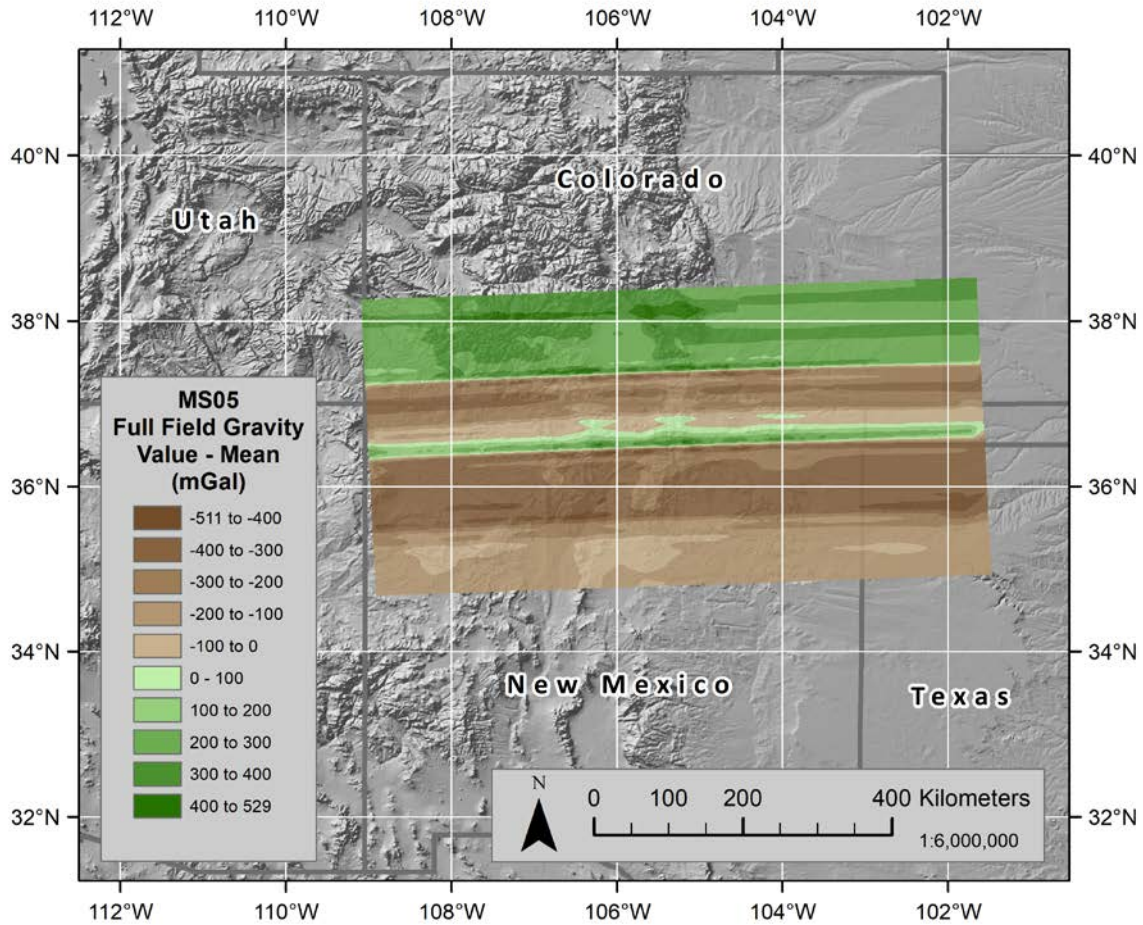 112°W 110°W 108°W 106°W 104°W 102°W
40°N 40°N
Colorado
Utah
38°N 38°N
MS05
Full Field Gravity
Value - Mean
(mGal)
-511 to -400
-400 to -300
-300 to -200
-200 to -100
-100 to 0
0 - 100
100 to 200
200 to 300
300 to 400
400 to 529
36°N
34°N 34°N
New Mexico
Texas
N
0 100 200 400 Kilometers
1:6,000,000
32°N 32°N
36°N
112°W 110°W 108°W 106°W 104°W 102°W